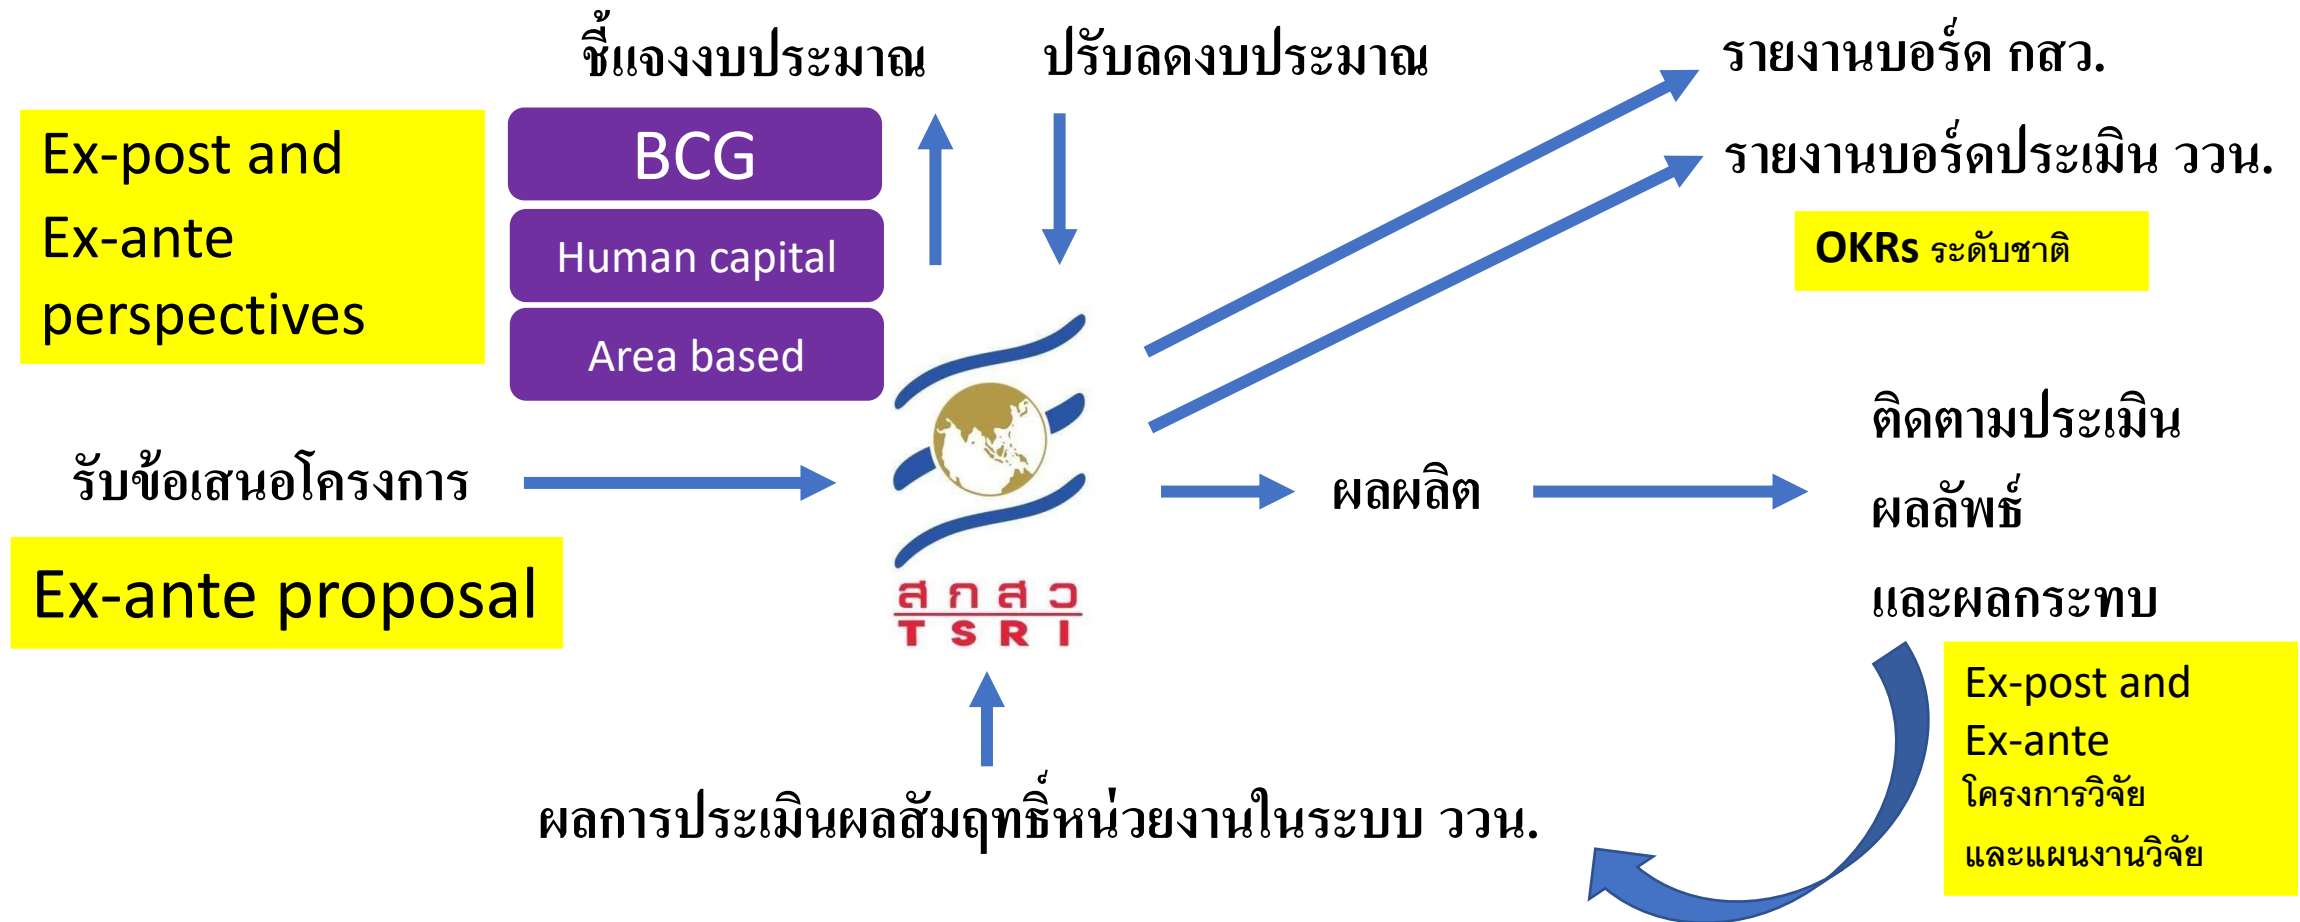 ชี้แจงงบประมาณ
ปรับลดงบประมาณ
รายงานบอร์ด กสว.
รายงานบอร์ดประเมิน ววน.
OKRs ระดับชาติ
Ex-post and
Ex-ante
perspectives
BCG
Human capital
Area based
รับข้อเสนอโครงการ
Ex-ante proposal
สกสว
TSRI
ผลผลิต
ติดตามประเมิน
ผลลัพธ์
และผลกระทบ
Ex-post and
Ex-ante
โครงการวิจัย
และแผนงานวิจัย
ผลการประเมินผลสัมฤทธิ์หน่วยงานในระบบ ววน.